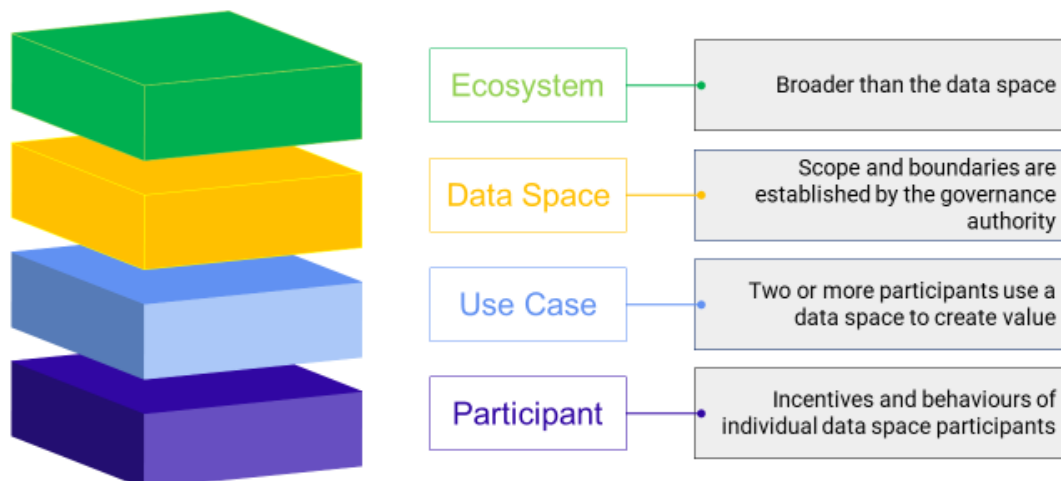 Ecosystem
Broader than the data space
Data Space
Scope and boundaries are
established by the governance
authority
Use Case
Two or more participants use a
data space to create value
Participant
Incentives and behaviours of
individual data space participants